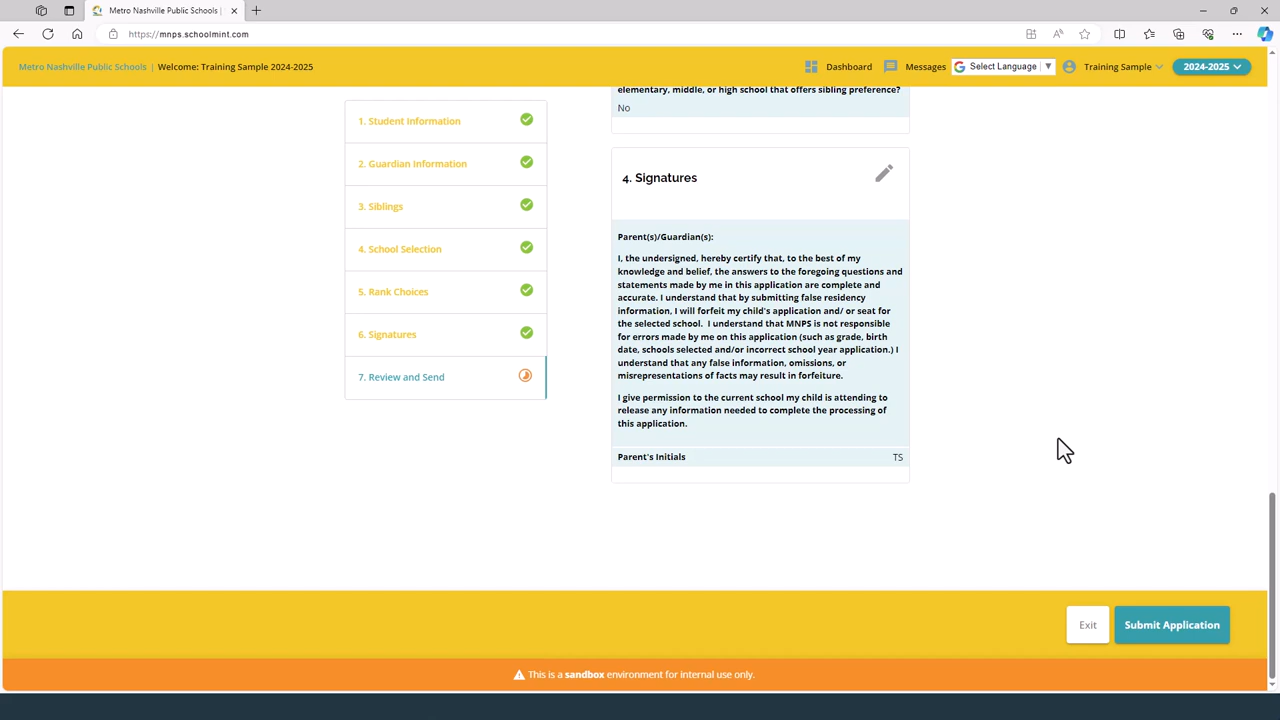 Metro Nashville Public Schools |
https://mnps.schoolmint.com
Metro Nashville Public Schools | Welcome: Training Sample 2024-2025
Dashboard
Messages
Select Language ▼
Training Sample
2024-2025
1. Student Information
2. Guardian Information
3. Siblings
4. School Selection
5. Rank Choices
6. Signatures
7. Review and Send
elementary, middle, or high school that offers sibling preference?
No
4. Signatures
Parent(s)/Guardian(s):
I, the undersigned, hereby certify that, to the best of my
knowledge and belief, the answers to the foregoing questions and
statements made by me in this application are complete and
accurate. I understand that by submitting false residency
information, I will forfeit my child's application and/ or seat for
the selected school. I understand that MNPS is not responsible
for errors made by me on this application (such as grade, birth
date, schools selected and/or incorrect school year application.) I
understand that any false information, omissions, or
misrepresentations of facts may result in forfeiture.
I give permission to the current school my child is attending to
release any information needed to complete the processing of
this application.
Parent's Initials TS
Exit
Submit Application
This is a sandbox environment for internal use only.